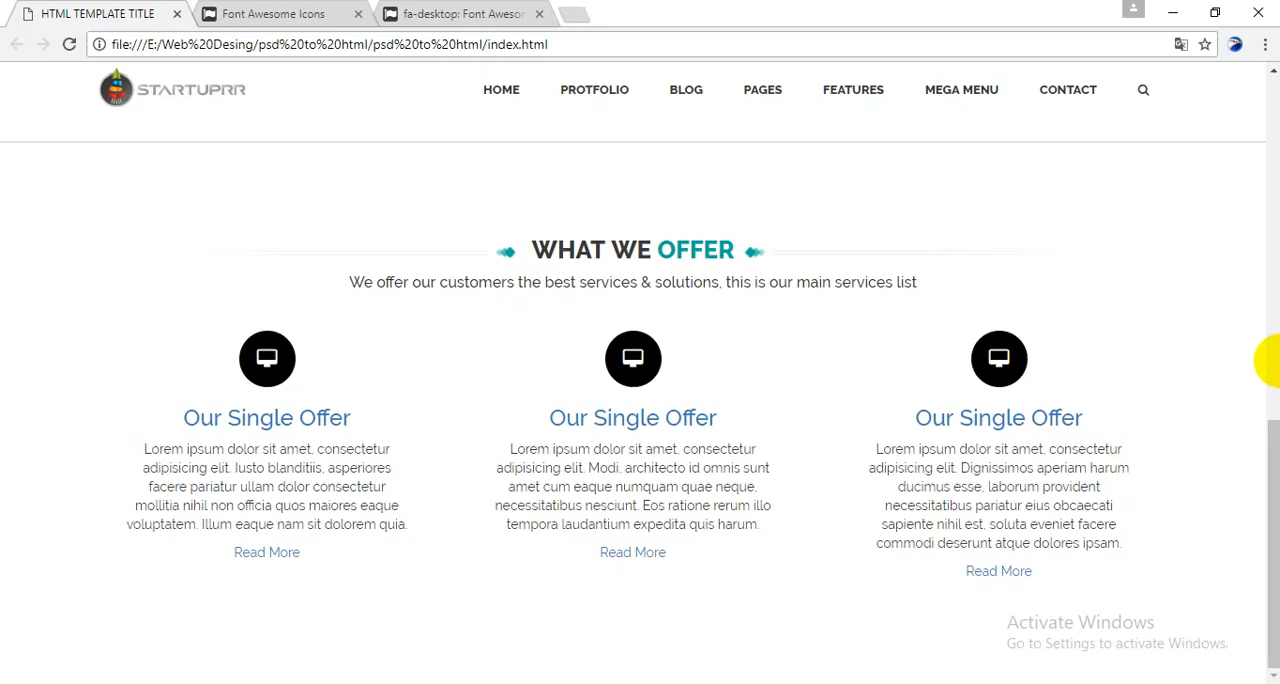 HTML TEMPLATE TITLE
Font Awesome Icons
fa-desktop: Font Awesor
file:///E:/Web%20Desing/psd%20to%20html/psd%20to%20html/index.html
STARTUPRR
HOME PROTFOLIO BLOG PAGES FEATURES MEGA MENU CONTACT
WHAT WE OFFER
We offer our customers the best services & solutions, this is our main services list
Our Single Offer
Lorem ipsum dolor sit amet, consectetur
adipisicing elit. Iusto blanditiis, asperiores
facere pariatur ullam dolor consectetur
mollitia nihil non officia quos maiores eaque
voluptatem. Illum eaque nam sit dolorem quia.
Read More
Our Single Offer
Lorem ipsum dolor sit amet, consectetur
adipisicing elit. Modi, architecto id omnis sunt
amet cum eaque numquam quae neque,
necessitatibus nesciunt. Eos ratione rerum illo
tempora laudantium expedita quis harum.
Read More
Our Single Offer
Lorem ipsum dolor sit amet, consectetur
adipisicing elit. Dignissimos aperiam harum
ducimus esse, laborum provident
necessitatibus pariatur eius obcaecati
sapiente nihil est, soluta eveniet facere
commodi deserunt atque dolores ipsam.
Read More
Activate Windows
Go to Settings to activate Windows.